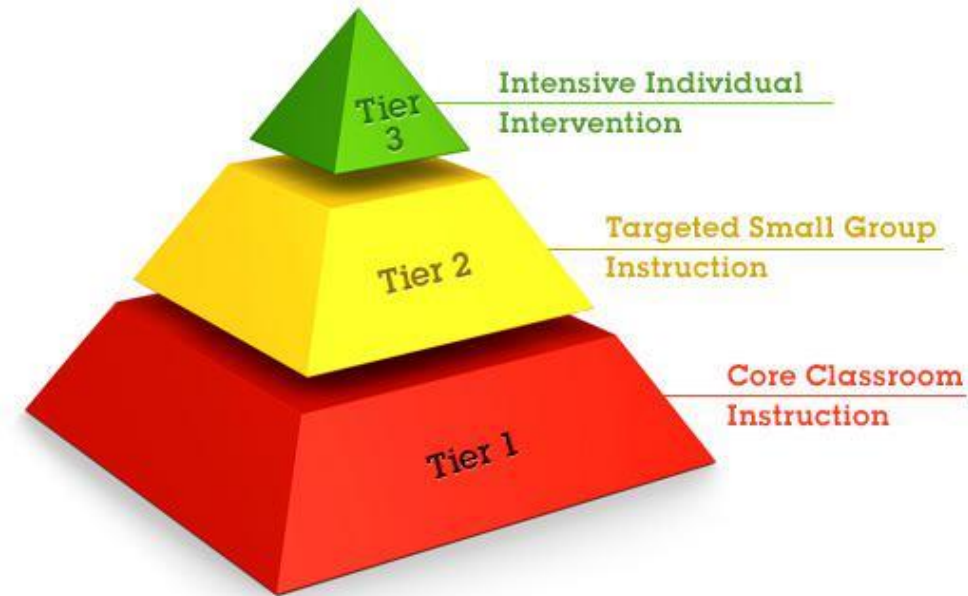 Tier
3
Intensive Individual
Intervention
Tier 2
Targeted Small Group
Instruction
Tier 1
Core Classroom
Instruction